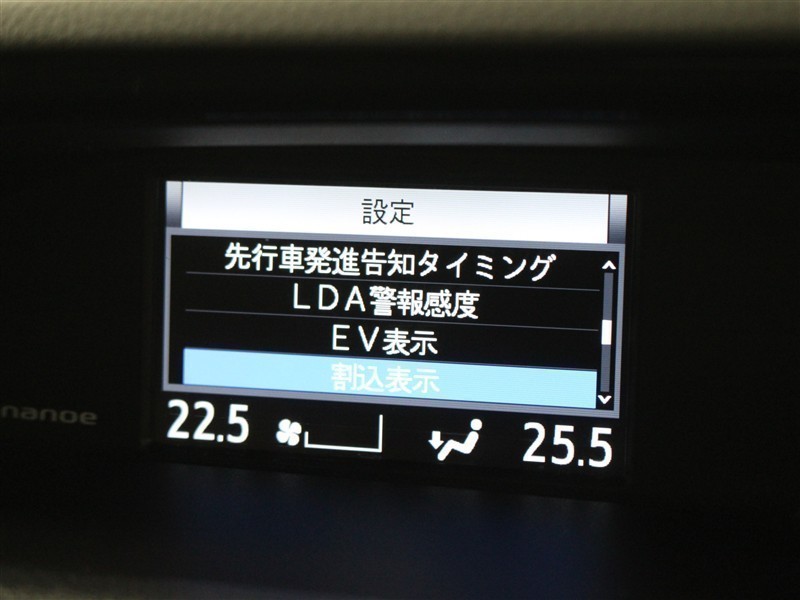 設定
先行車発進告知タイミング
ＬＤＡ警報感度
ＥＶ表示
割込表示
nanoe
22.5
25.5